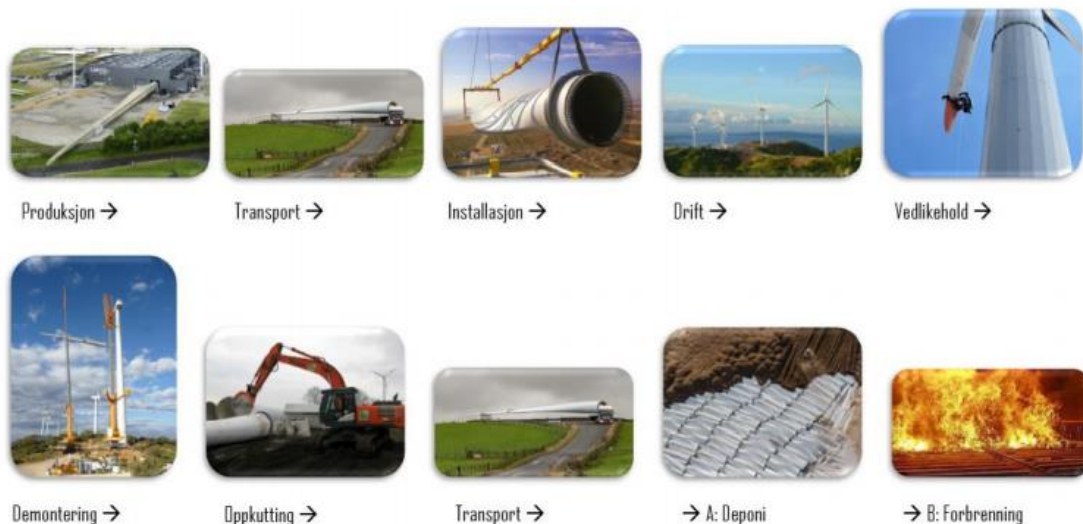 Produksjon →
Transport →
Installasjon →
Drift →
Vedlikehold →
Demontering →
Oppkutting →
Transport →
→ A: Deponi
→ B: Forbrenning